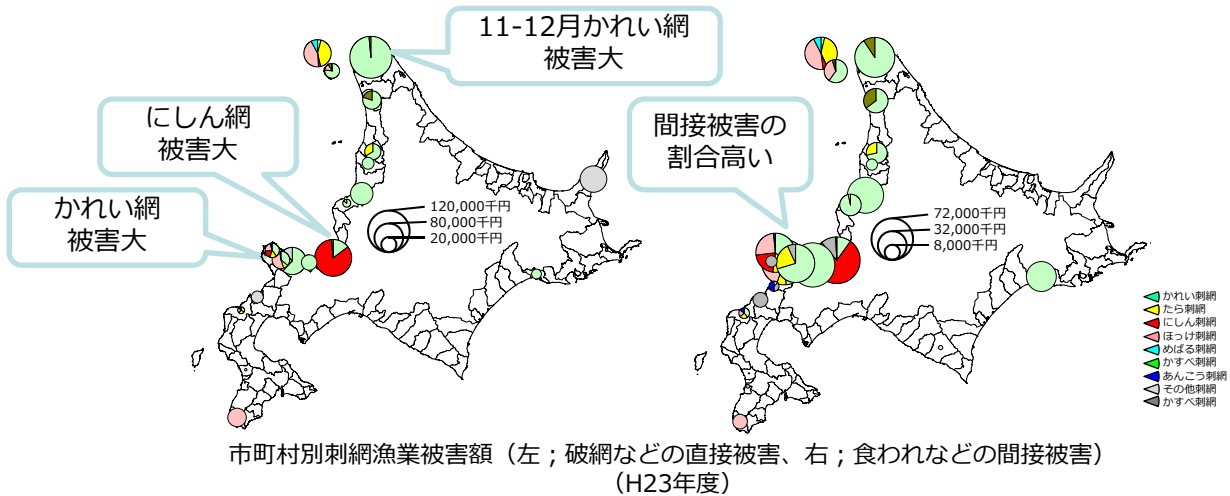 11-12月かれい網
被害大
にしん網
被害大
かれい網
被害大
120,000千円
80,000千円
20,000千円
間接被害の
割合高い
72,000千円
32,000千円
8,000千円
かれい刺網
たら刺網
にしん刺網
ほっけ刺網
めばる刺網
かすべ刺網
あんこう刺網
その他刺網
かすべ刺網
市町村別刺網漁業被害額（左；破網などの直接被害、右；食われなどの間接被害）
（H23年度）